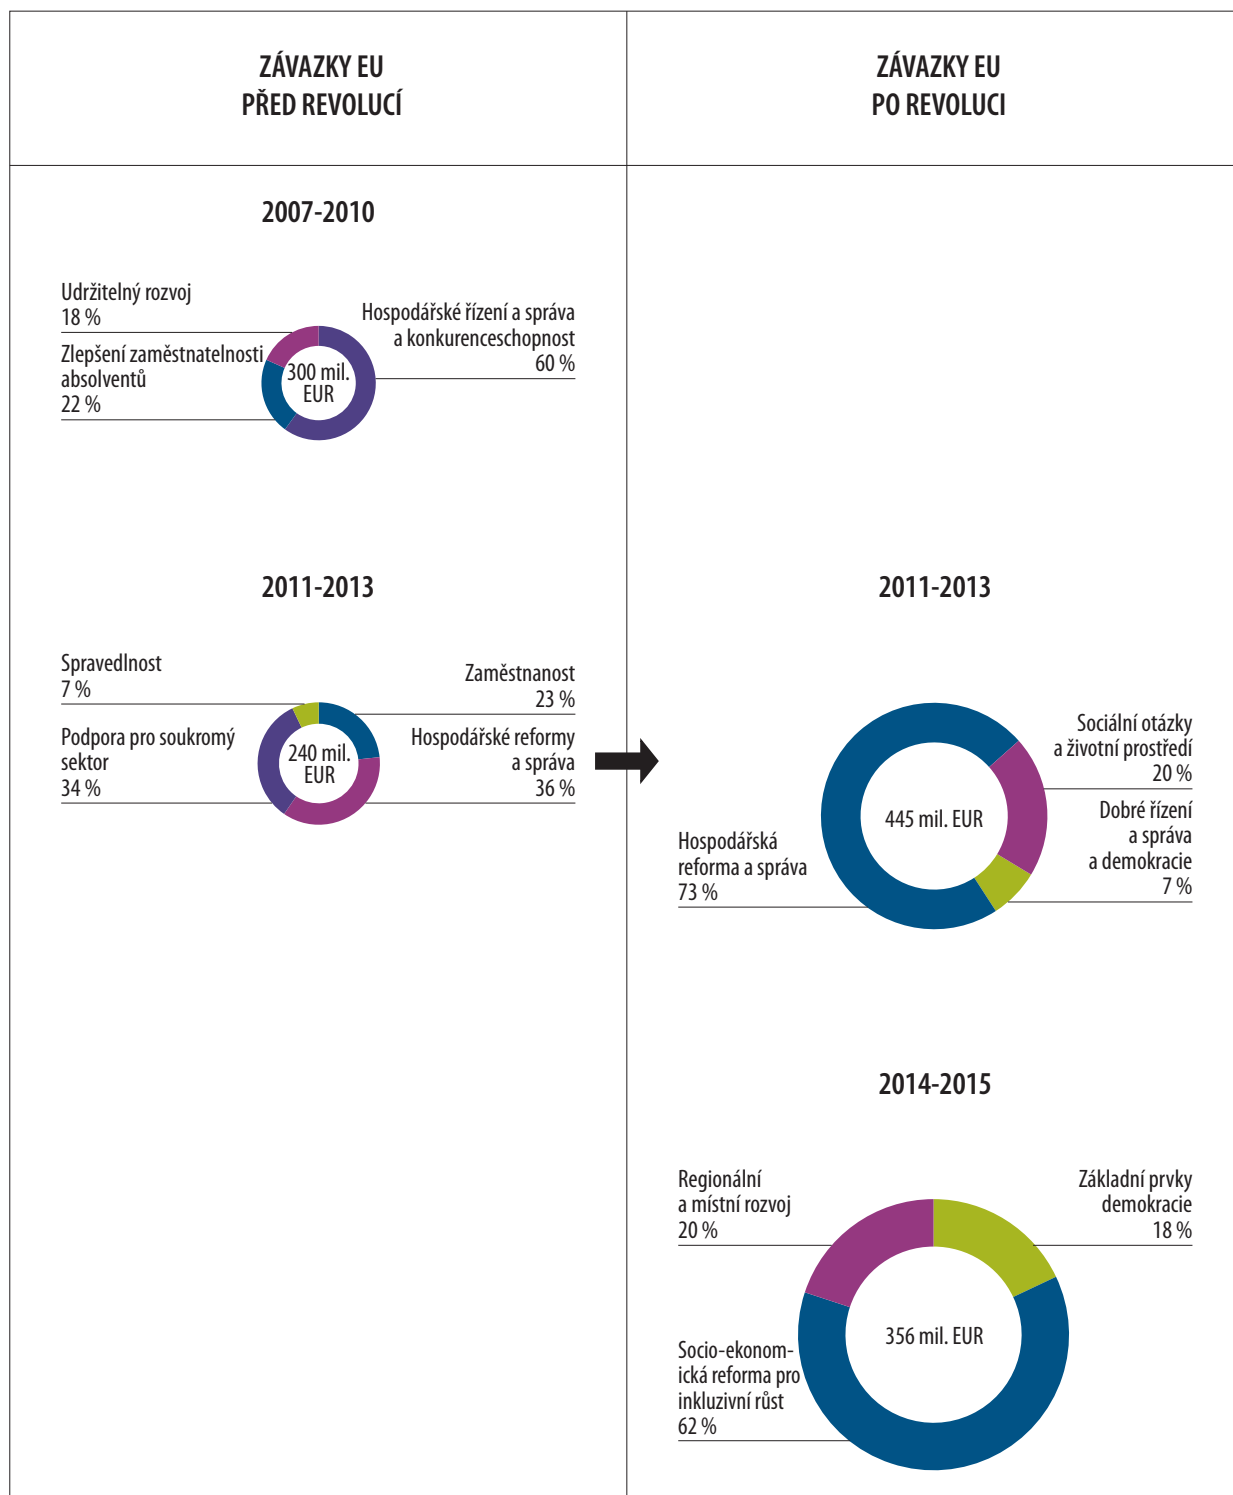 ZÁVAZKY EU
PŘED REVOLUCÍ
ZÁVAZKY EU
PO REVOLUCI
2007-2010
Udržitelný rozvoj
18 %
Zlepšení zaměstnatelnosti
absolventů
22 %
300 mil.
EUR
Hospodářské řízení a správa
a konkurenceschopnost
60 %
2011-2013
Spravedlnost
7 %
Podpora pro soukromý
sektor
34 %
240 mil.
EUR
Zaměstnanost
23 %
Hospodářské reformy
a správa
36 %
2011-2013
Hospodářská
reforma a správa
73 %
445 mil. EUR
Sociální otázky
a životní prostředí
20 %
Dobré řízení
a správa
a demokracie
7 %
2014-2015
Regionální
a místní rozvoj
20 %
Základní prvky
demokracie
18 %
356 mil. EUR
Socio-ekonom-
ická reforma pro
inkluzivní růst
62 %